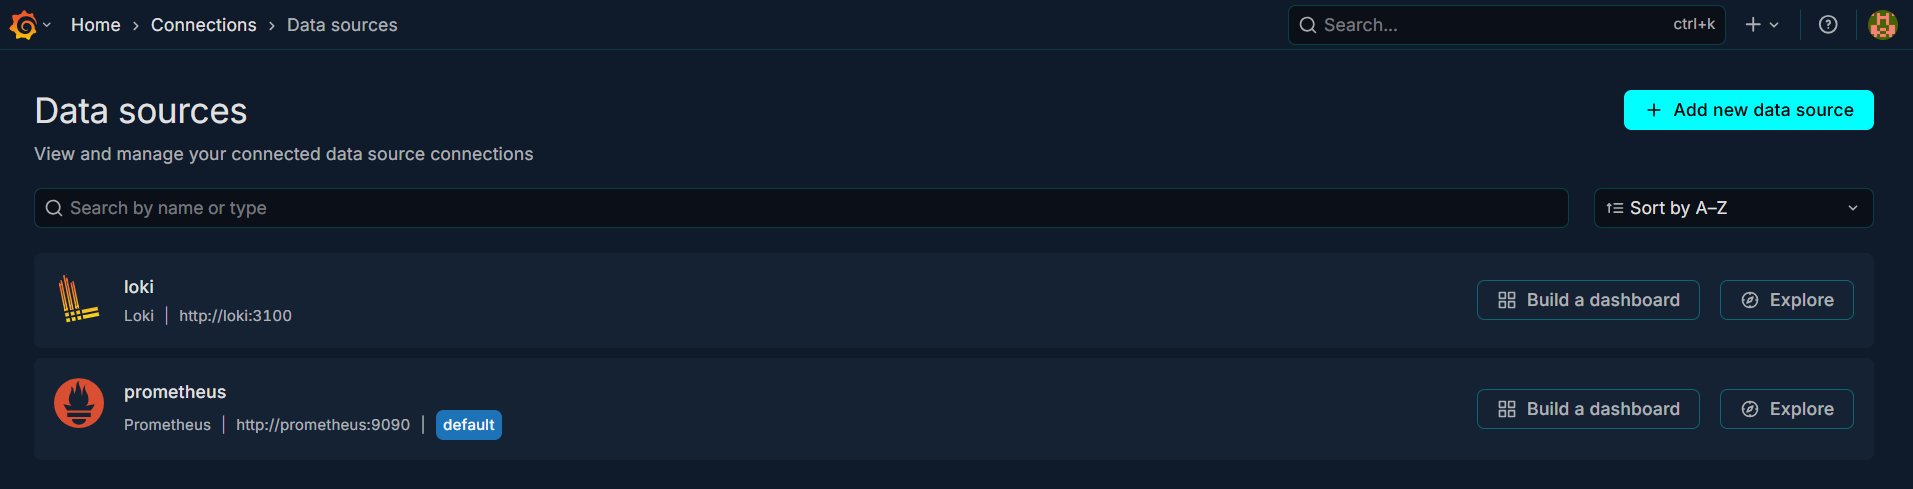 Home › Connections › Data sources
Search... ctrl+k
Data sources
Add new data source
View and manage your connected data source connections
Search by name or type
Sort by A–Z
loki
Loki | http://loki:3100
Build a dashboard
Explore
prometheus
Prometheus | http://prometheus:9090 | default
Build a dashboard
Explore